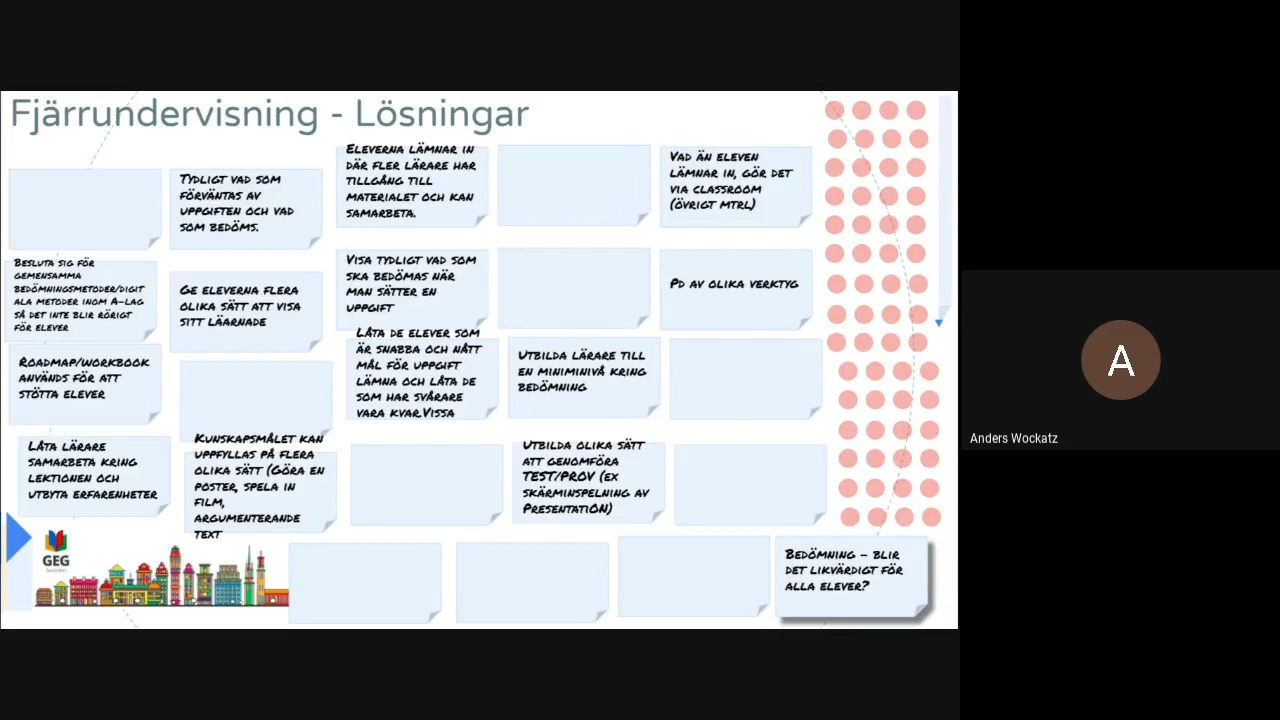 Fjärrundervisning - Lösningar
TYDLIGT VAD SOM
FÖRVÄNTAS AV
UPPGIFTEN OCH VAD
SOM BEDÖMS.
ELEVERNA LÄMNAR IN
DÄR FLER LÄRARE HAR
TILLGÅNG TILL
MATERIALET OCH KAN
SAMARBETA.
VAD ÄN ELEVEN
LÄMNAR IN, GÖR DET
VIA CLASSROOM
(ÖVRIGT MTRL)
BESLUTA SIG FÖR
GEMENSAMMA
BEDÖMNINGSMETODER/DIGIT
ALA METODER INOM A-LAG
SÅ DET INTE BLIR RÖRIGT
FÖR ELEVER
GE ELEVERNA FLERA
OLIKA SÄTT ATT VISA
SITT LÄARNADE
VISA TYDLIGT VAD SOM
SKA BEDÖMAS NÄR
MAN SÄTTER EN
UPPGIFT
PD AV OLIKA VERKTYG
ROADMAP/WORKBOOK
ANVÄNDS FÖR ATT
STÖTTA ELEVER
LÅTA DE ELEVER SOM
ÄR SNABBA OCH NÅTT
MÅL FÖR UPPGIFT
LÄMNA OCH LÅTA DE
SOM HAR SVÅRARE
VARA KVAR.VISSA
UTBILDA LÄRARE TILL
EN MINIMINIVÅ KRING
BEDÖMNING
LÅTA LÄRARE
SAMARBETA KRING
LEKTIONEN OCH
UTBYTA ERFARENHETER
KUNSKAPSMÅLET KAN
UPPFYLLAS PÅ FLERA
OLIKA SÄTT (GÖRA EN
POSTER, SPELA IN
FILM,
ARGUMENTERANDE
TEXT
UTBILDA OLIKA SÄTT
ATT GENOMFÖRA
TEST/PROV (EX
SKÄRMINSPELNING AV
PRESENTATION)
BEDÖMNING - BLIR
DET LIKVÄRDIGT FÖR
ALLA ELEVER?
GEG
A
Anders Wockatz